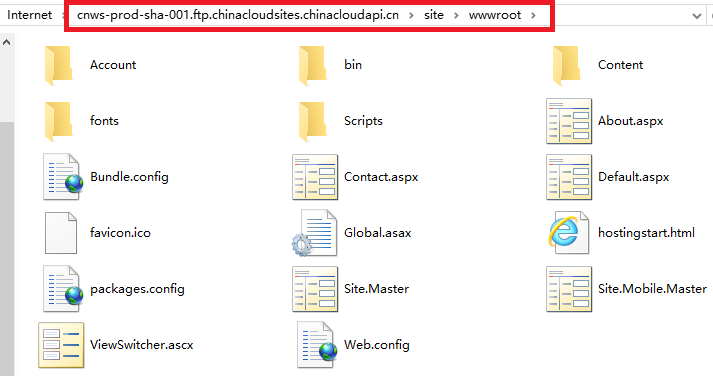 Internet > cnws-prod-sha-001.ftp.chinacloudsites.chinacloudapi.cn > site > wwwroot >
Account bin Content
fonts Scripts About.aspx
Bundle.config Contact.aspx Default.aspx
favicon.ico Global.asax hostingstart.html
packages.config Site.Master Site.Mobile.Master
ViewSwitcher.ascx Web.config